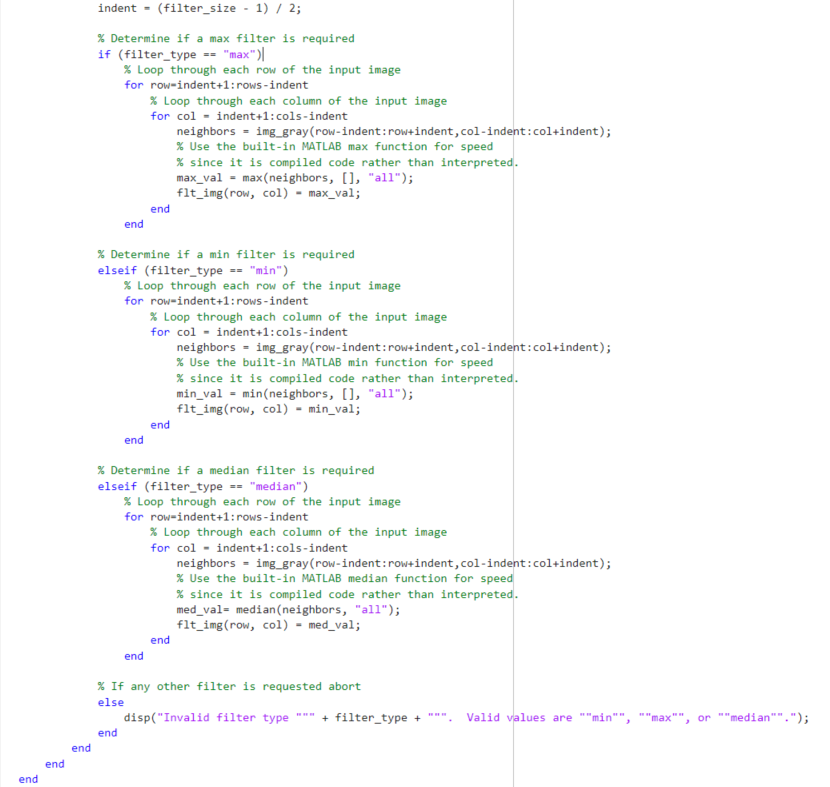 indent = (filter_size - 1) / 2;
% Determine if a max filter is required
if (filter_type == "max")
% Loop through each row of the input image
for row=indent+1:rows-indent
% Loop through each column of the input image
for col = indent+1:cols-indent
neighbors = img_gray(row-indent:row+indent,col-indent:col+indent);
% Use the built-in MATLAB max function for speed
% since it is compiled code rather than interpreted.
max_val = max(neighbors, [], "all");
flt_img(row, col) = max_val;
end
end
% Determine if a min filter is required
elseif (filter_type == "min")
% Loop through each row of the input image
for row=indent+1:rows-indent
% Loop through each column of the input image
for col = indent+1:cols-indent
neighbors = img_gray(row-indent:row+indent,col-indent:col+indent);
% Use the built-in MATLAB min function for speed
% since it is compiled code rather than interpreted.
min_val = min(neighbors, [], "all");
flt_img(row, col) = min_val;
end
end
% Determine if a median filter is required
elseif (filter_type == "median")
% Loop through each row of the input image
for row=indent+1:rows-indent
% Loop through each column of the input image
for col = indent+1:cols-indent
neighbors = img_gray(row-indent:row+indent,col-indent:col+indent);
% Use the built-in MATLAB median function for speed
% since it is compiled code rather than interpreted.
med_val= median(neighbors, "all");
flt_img(row, col) = med_val;
end
end
% If any other filter is requested abort
else
disp("Invalid filter type """ + filter_type + """.  Valid values are ""min"", ""max"", or ""median"".");
end
end
end
end